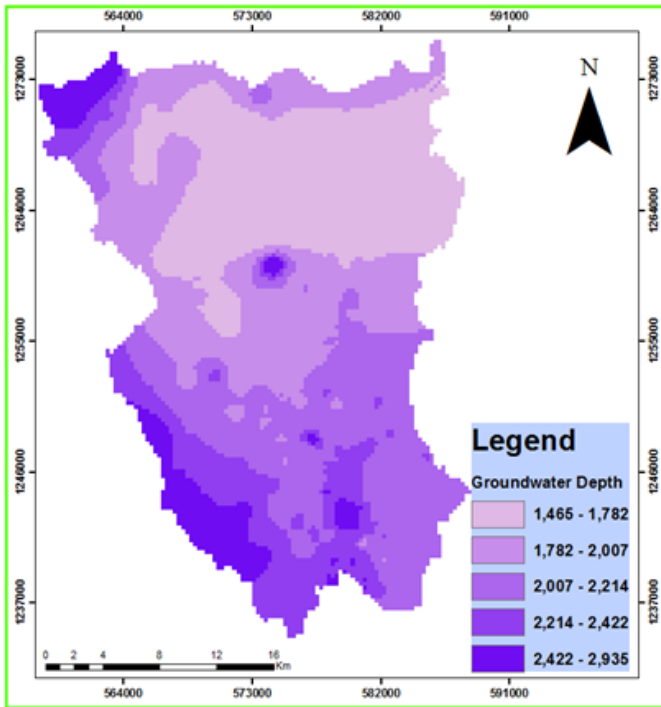 564000 573000 582000 591000
1273000
1264000
1255000
1246000
1237000
N
1273000
1264000
1255000
1246000
1237000
Legend
Groundwater Depth
1,465 - 1,782
1,782 - 2,007
2,007 - 2,214
2,214 - 2,422
2,422 - 2,935
0 2 4 8 12 16
Km
564000 573000 582000 591000